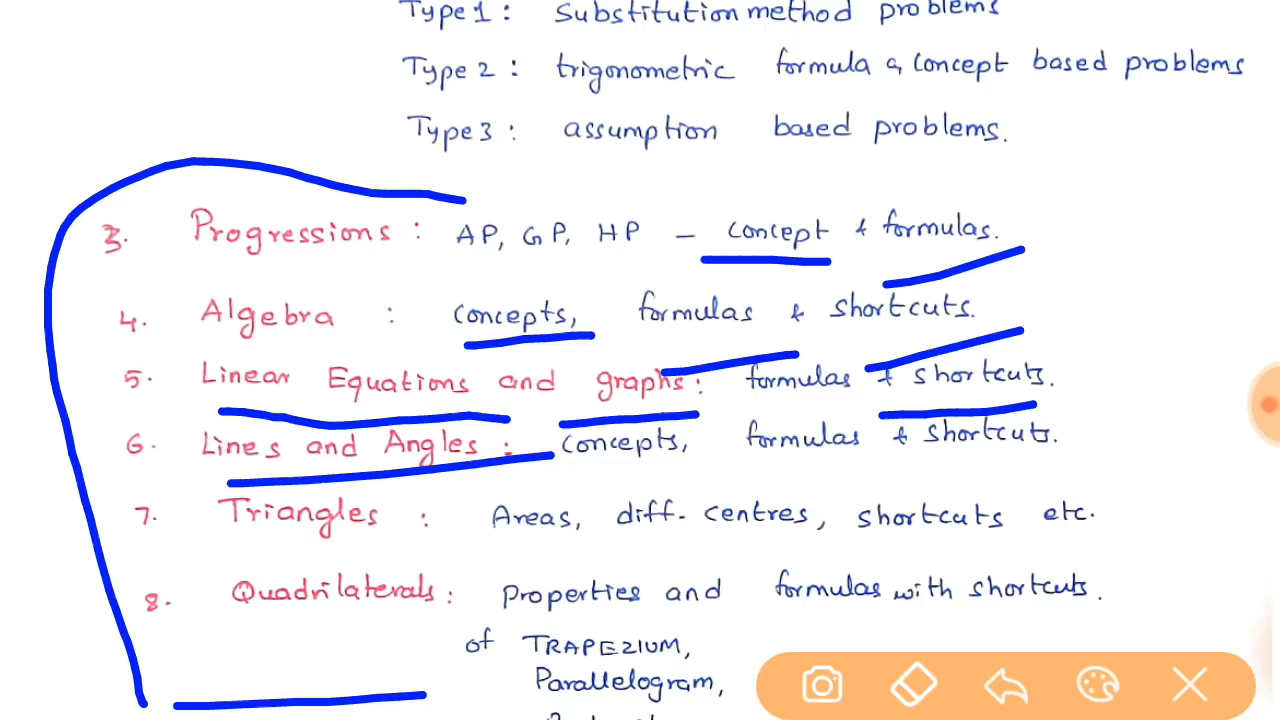 Type 1 : Substitution method problems
Type 2 : trigonometric formula & concept based problems
Type 3 : assumption based problems.
3. Progressions : AP, GP, HP – concept & formulas.
4. Algebra : concepts, formulas & shortcuts.
5. Linear Equations and graphs : formulas & shortcuts.
6. Lines and Angles : concepts, formulas & shortcuts.
7. Triangles : Areas, diff. centres, shortcuts etc.
8. Quadrilaterals : Properties and formulas with shortcuts.
of TRAPEZIUM,
Parallelogram,